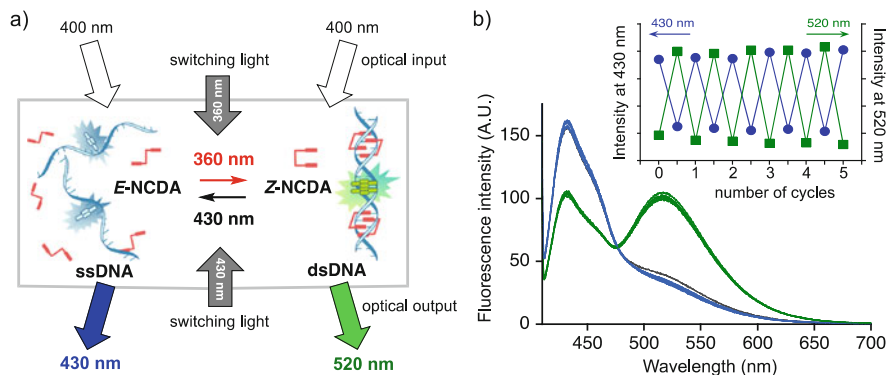 a)
400 nm
switching light
400 nm
optical input
360 nm
360 nm
E-NCDA
Z-NCDA
430 nm
430 nm
ssDNA
dsDNA
switching light
optical output
430 nm
520 nm
b)
Fluorescence intensity (A.U.)
150
100
50
0
450
500
550
600
650
700
Wavelength (nm)
430 nm
520 nm
Intensity at 430 nm
Intensity at 520 nm
0
1
2
3
4
5
number of cycles